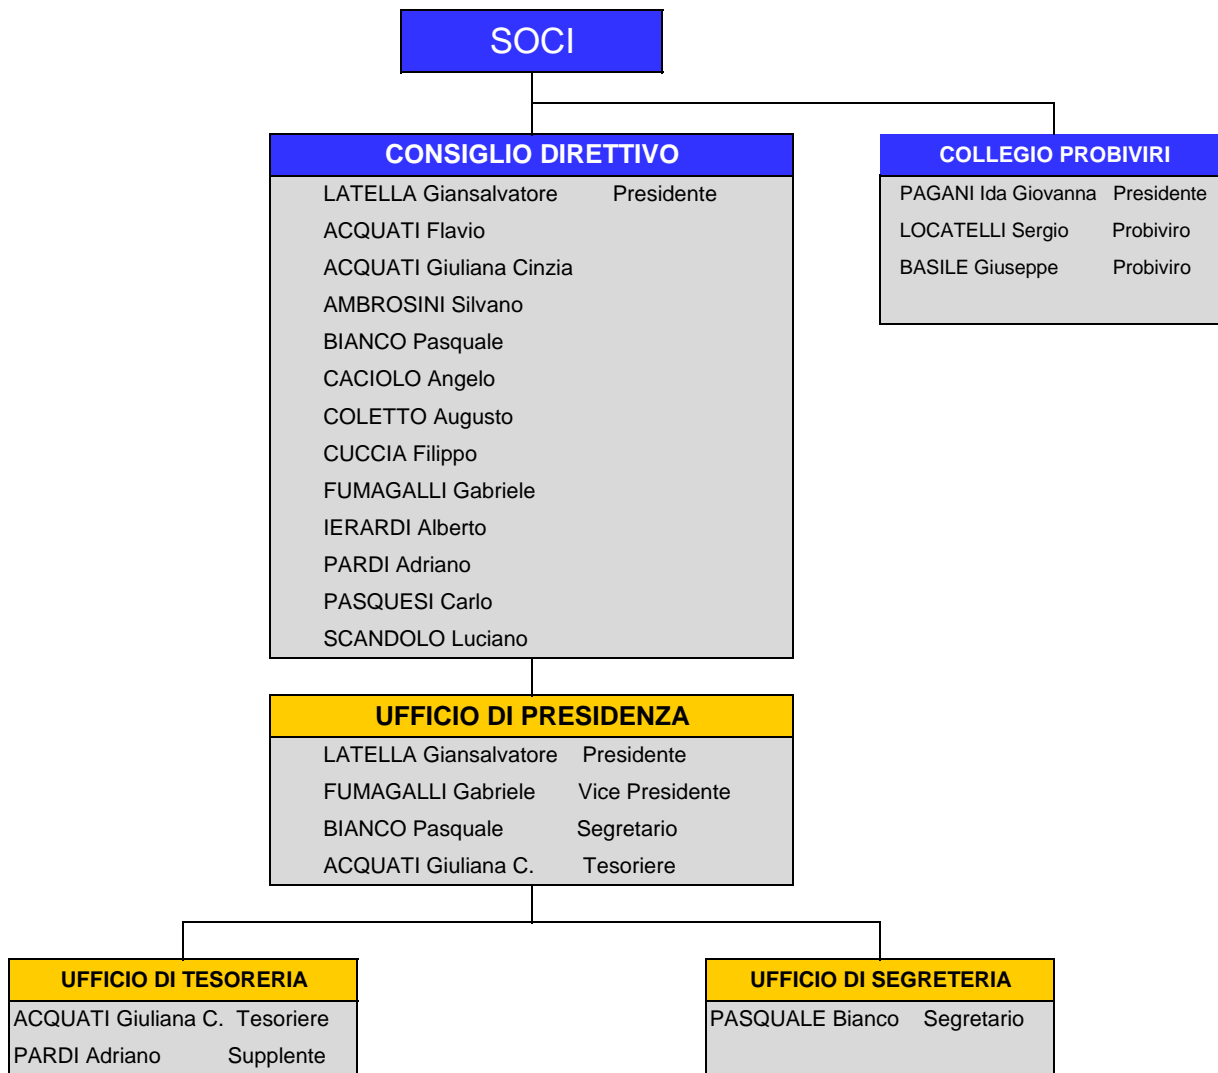 SOCI
CONSIGLIO DIRETTIVO
LATELLA Giansalvatore Presidente
ACQUATI Flavio
ACQUATI Giuliana Cinzia
AMBROSINI Silvano
BIANCO Pasquale
CACIOLO Angelo
COLETTO Augusto
CUCCIA Filippo
FUMAGALLI Gabriele
IERARDI Alberto
PARDI Adriano
PASQUESI Carlo
SCANDOLO Luciano
COLLEGIO PROBIVIRI
PAGANI Ida Giovanna Presidente
LOCATELLI Sergio Probiviro
BASILE Giuseppe Probiviro
UFFICIO DI PRESIDENZA
LATELLA Giansalvatore Presidente
FUMAGALLI Gabriele Vice Presidente
BIANCO Pasquale Segretario
ACQUATI Giuliana C. Tesoriere
UFFICIO DI TESORERIA
ACQUATI Giuliana C. Tesoriere
PARDI Adriano Supplente
UFFICIO DI SEGRETERIA
PASQUALE Bianco Segretario